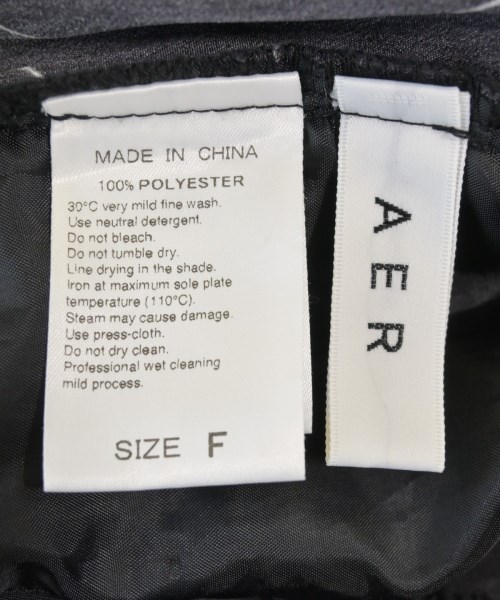 MADE IN CHINA
100% POLYESTER
30°C very mild fine wash.
Use neutral detergent.
Do not bleach.
Do not tumble dry.
Line drying in the shade.
Iron at maximum sole plate
temperature (110°C).
Steam may cause damage.
Use press-cloth.
Do not dry clean.
Professional wet cleaning
mild process.
SIZE F
AER